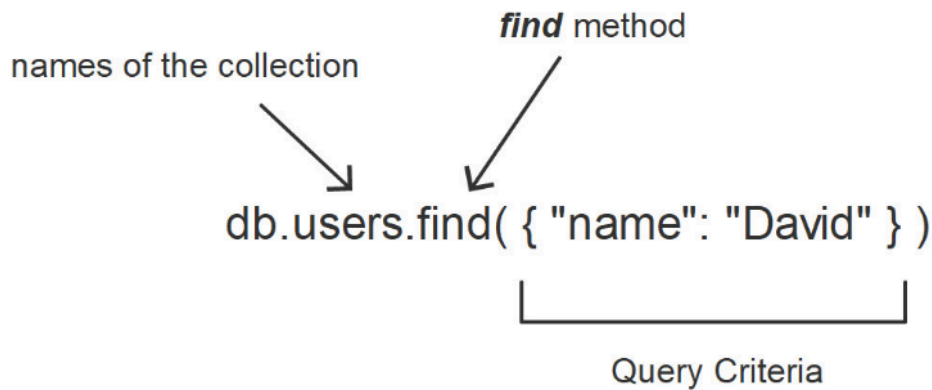 find method
names of the collection
db.users.find( { "name": "David" } )
Query Criteria